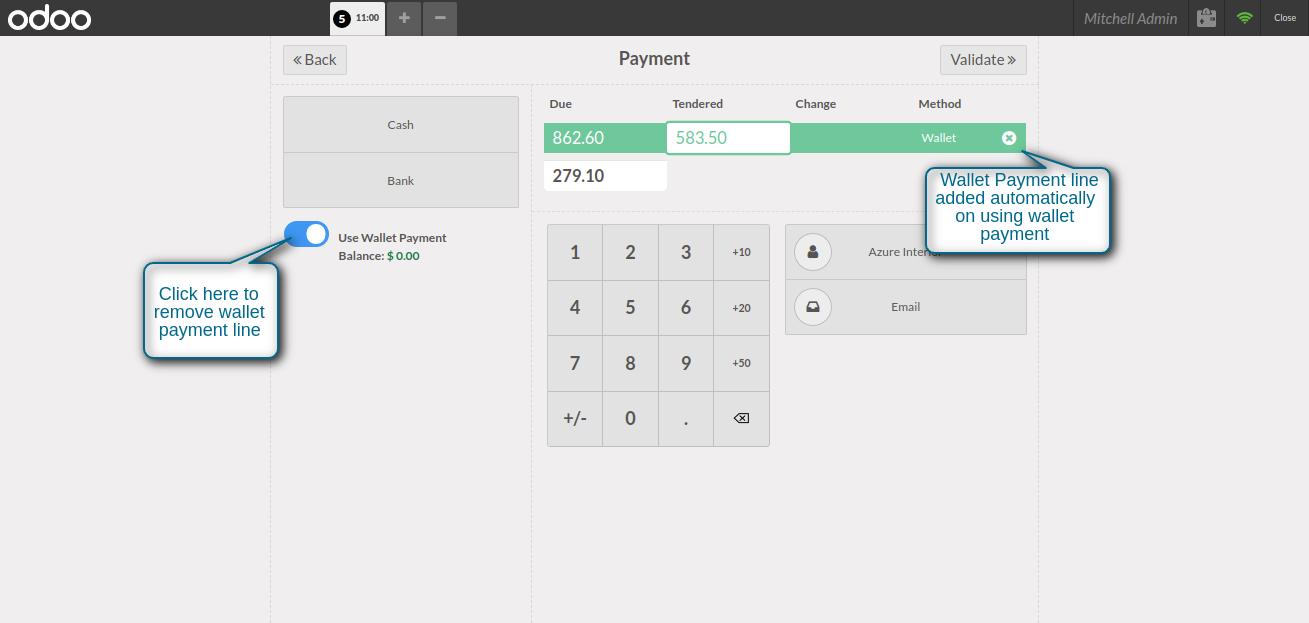 odoo
5 11:00 + −
Mitchell Admin
Close
Back
Payment
Validate
Cash
Bank
Use Wallet Payment
Balance: $ 0.00
Click here to
remove wallet
payment line
Due Tendered Change Method
862.60 583.50 Wallet
279.10
Wallet Payment line
added automatically
on using wallet
payment
1 2 3 +10
4 5 6 +20
7 8 9 +50
+/- 0 .
Azure
Email